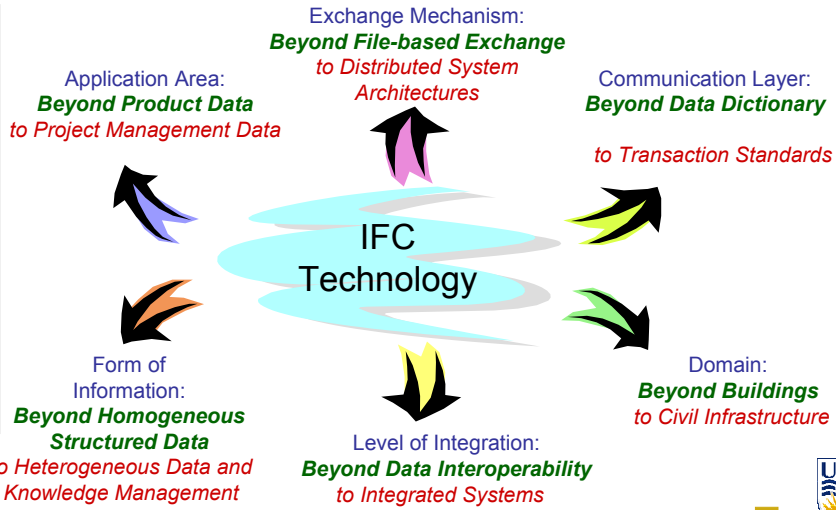 Exchange Mechanism:
Beyond File-based Exchange
to Distributed System
Architectures
Application Area:
Beyond Product Data
to Project Management Data
Communication Layer:
Beyond Data Dictionary
to Transaction Standards
IFC
Technology
Form of
Information:
Beyond Homogeneous
Structured Data
o Heterogeneous Data and
Knowledge Management
Level of Integration:
Beyond Data Interoperability
to Integrated Systems
Domain:
Beyond Buildings
to Civil Infrastructure
U